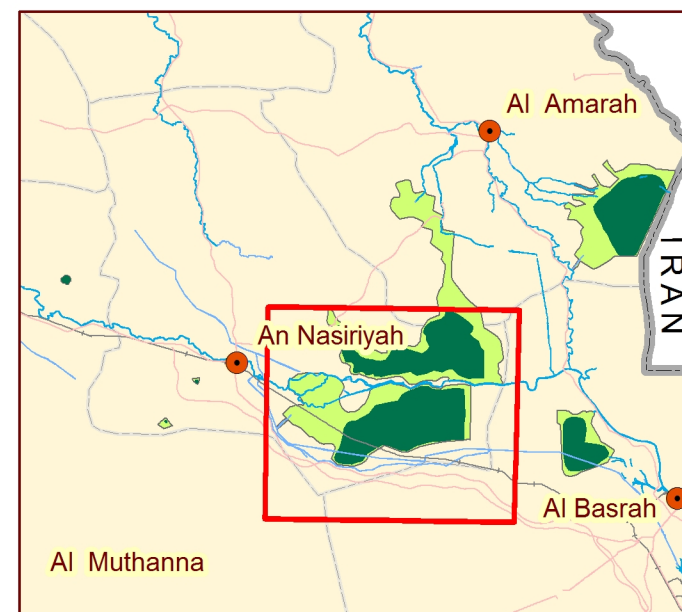 Al Amarah
IRAN
An Nasiriyah
Al Basrah
Al Muthanna